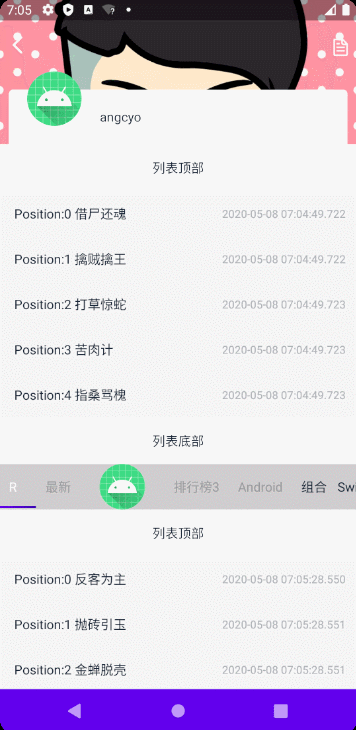 7:05
angcyo
列表顶部
Position:0 借尸还魂 2020-05-08 07:04:49.722
Position:1 擒贼擒王 2020-05-08 07:04:49.722
Position:2 打草惊蛇 2020-05-08 07:04:49.723
Position:3 苦肉计 2020-05-08 07:04:49.723
Position:4 指桑骂槐 2020-05-08 07:04:49.723
列表底部
R 最新 排行榜3 Android 组合 Swi
列表顶部
Position:0 反客为主 2020-05-08 07:05:28.550
Position:1 抛砖引玉 2020-05-08 07:05:28.551
Position:2 金蝉脱壳 2020-05-08 07:05:28.551